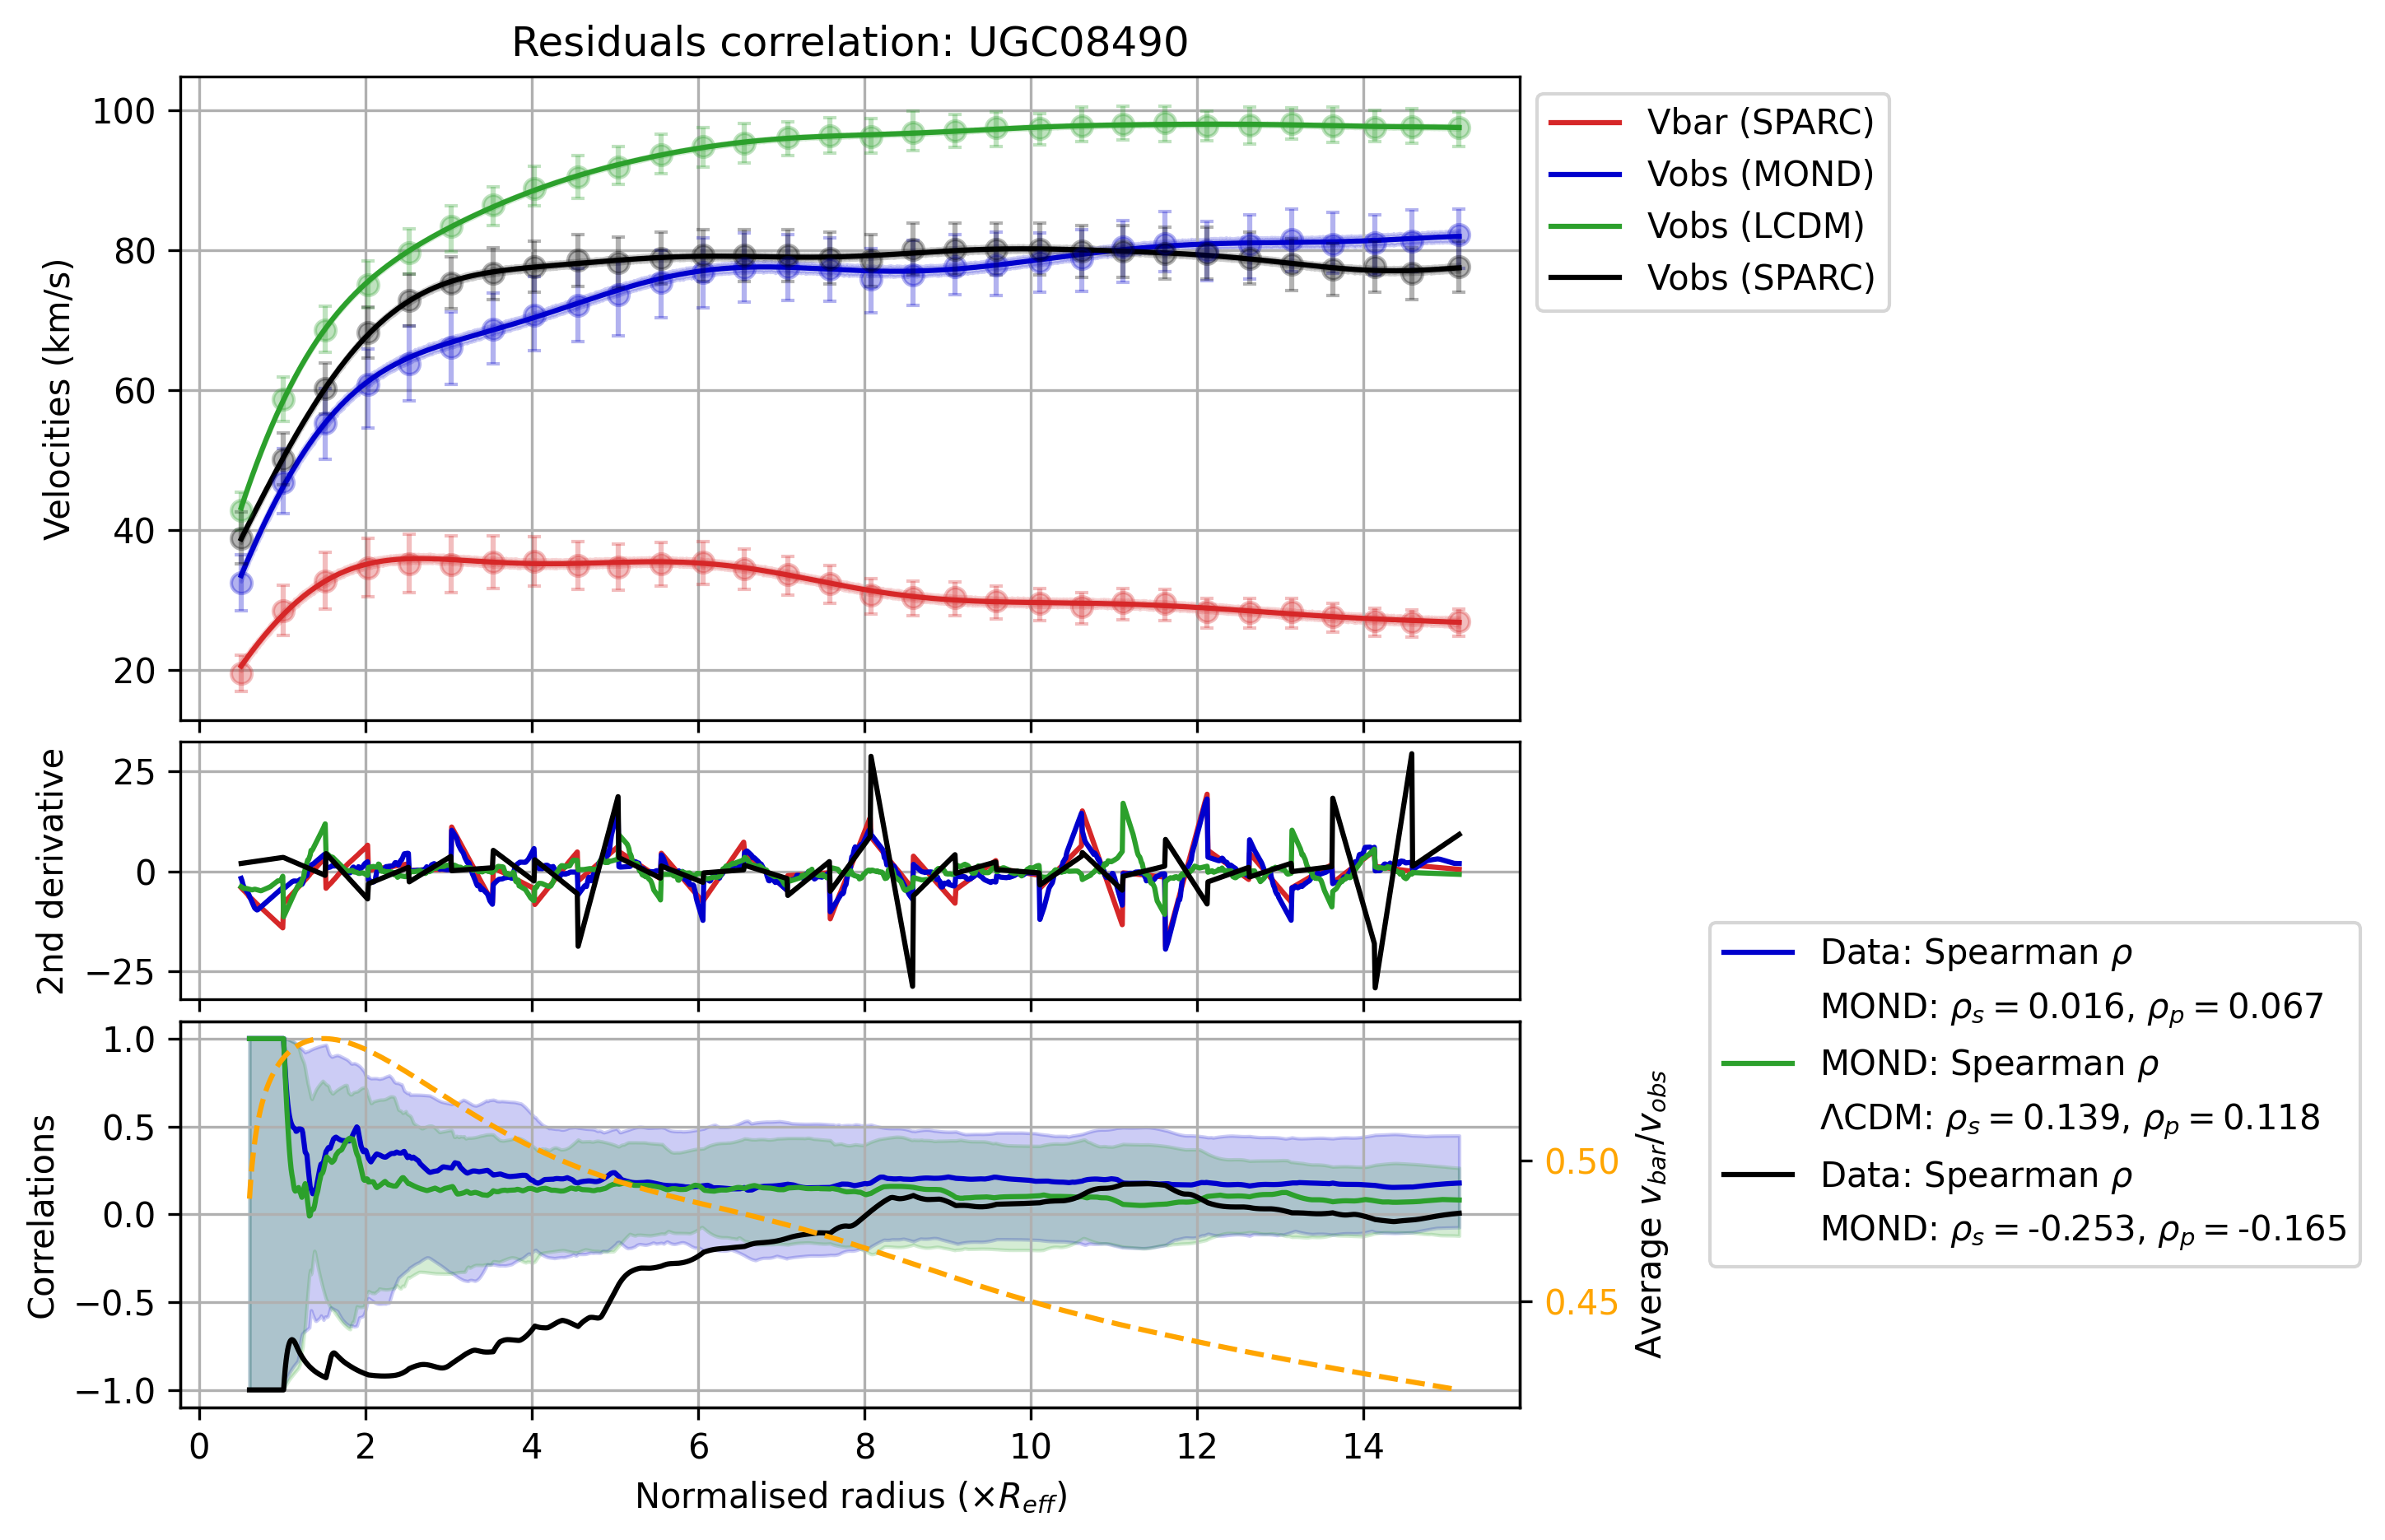 Residuals correlation: UGC08490
Velocities (km/s)
100
80
60
40
20
Vbar (SPARC)
Vobs (MOND)
Vobs (LCDM)
Vobs (SPARC)
2nd derivative
25
0
−25
Correlations
1.0
0.5
0.0
−0.5
−1.0
0.50
0.45
Average v_bar/v_obs
Data: Spearman ρ
MOND: ρ_s = 0.016, ρ_p = 0.067
MOND: Spearman ρ
ΛCDM: ρ_s = 0.139, ρ_p = 0.118
Data: Spearman ρ
MOND: ρ_s = -0.253, ρ_p = -0.165
0 2 4 6 8 10 12 14
Normalised radius (×R_eff)